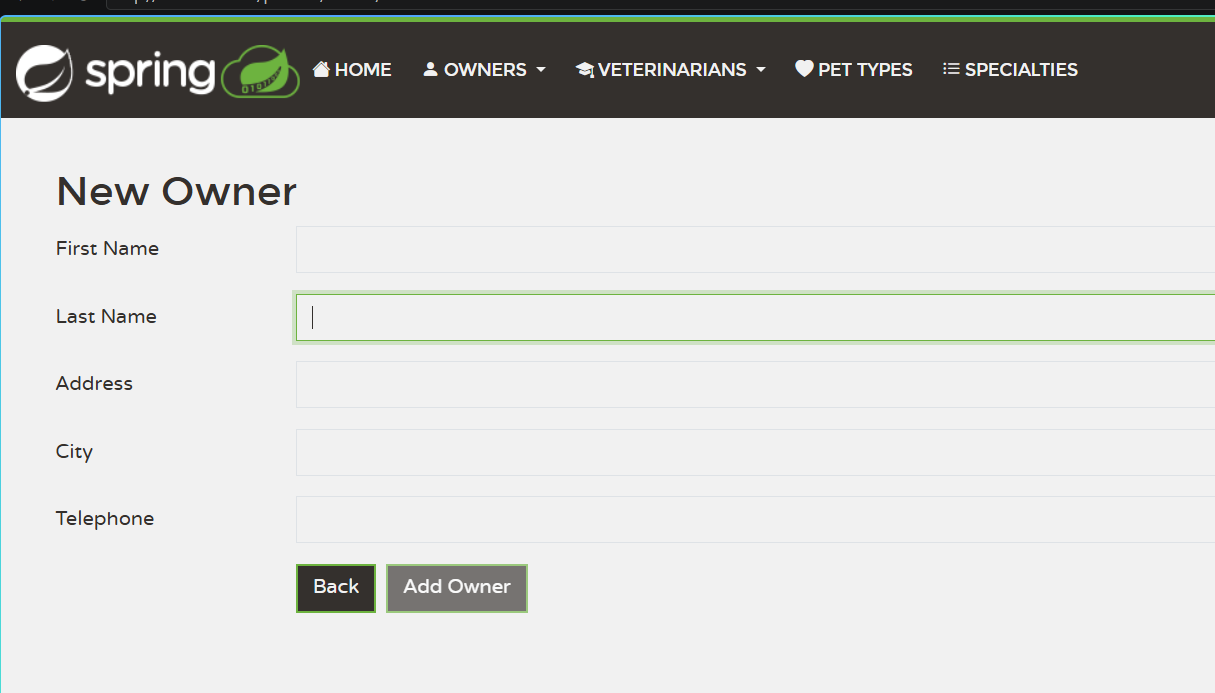 spring HOME OWNERS VETERINARIANS PET TYPES SPECIALTIES
New Owner
First Name
Last Name
Address
City
Telephone
Back Add Owner